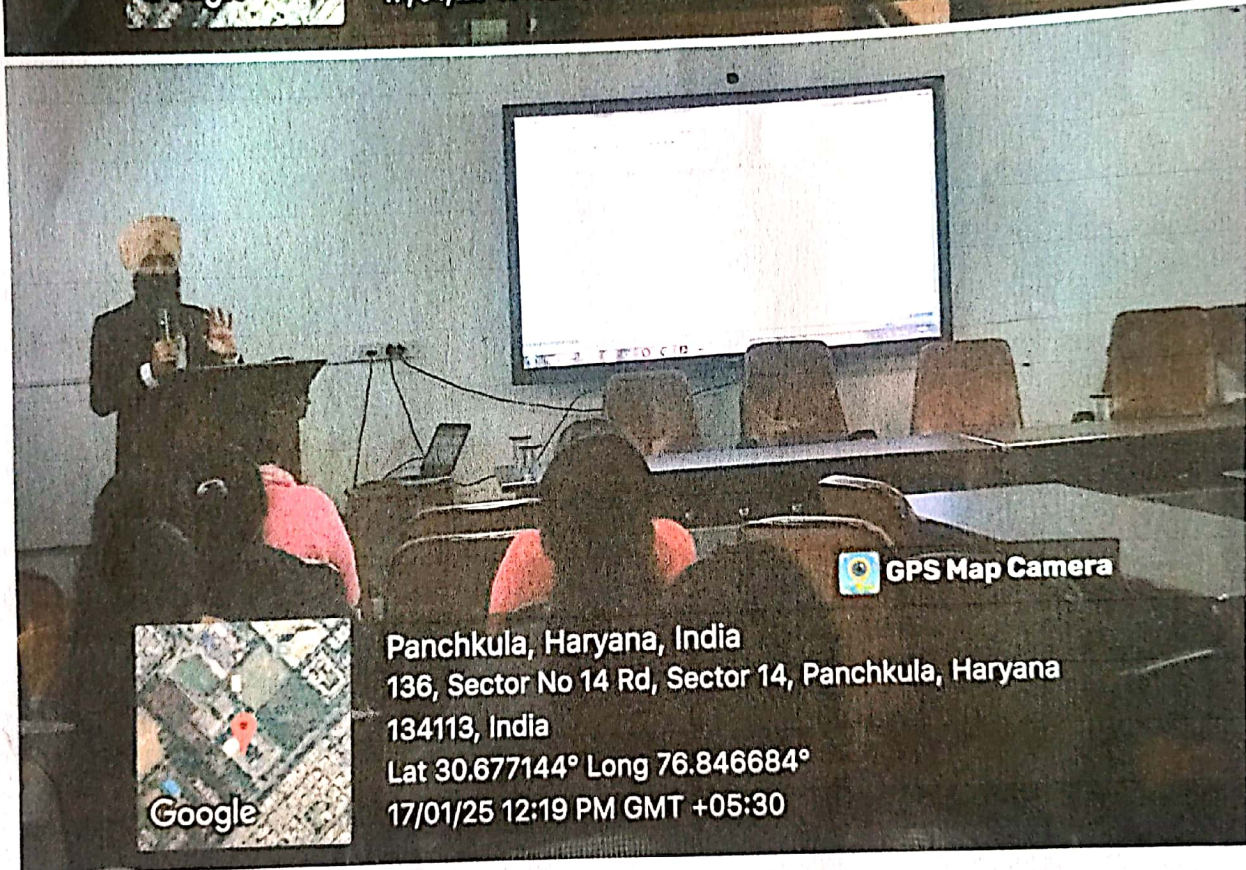 GPS Map Camera
Panchkula, Haryana, India
136, Sector No 14 Rd, Sector 14, Panchkula, Haryana
134113, India
Lat 30.677144° Long 76.846684°
17/01/25 12:19 PM GMT +05:30
Google